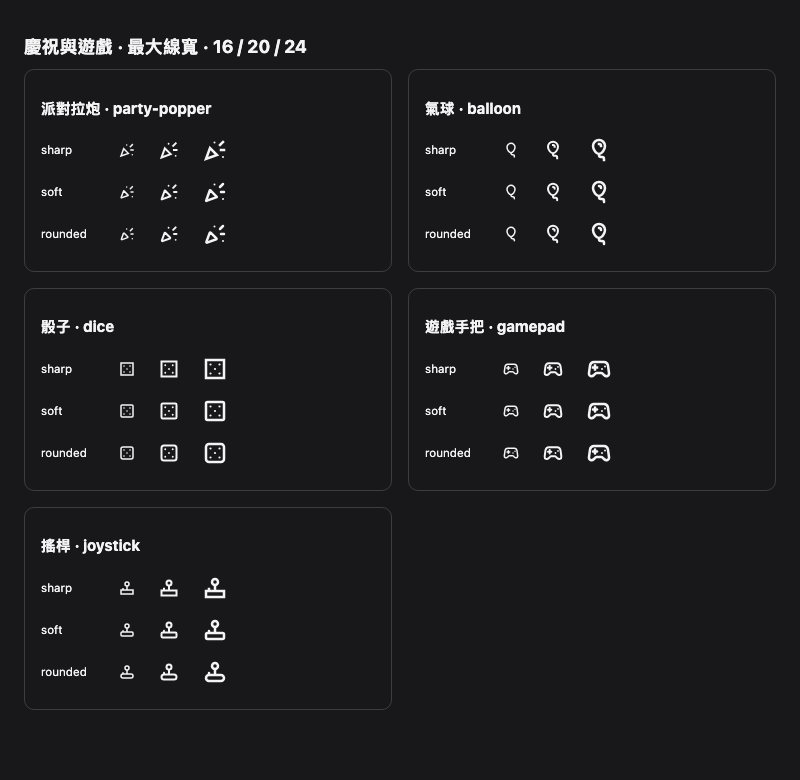 慶祝與遊戲 · 最大線寬 · 16 / 20 / 24
派對拉炮 · party-popper
sharp
soft
rounded
氣球 · balloon
sharp
soft
rounded
骰子 · dice
sharp
soft
rounded
遊戲手把 · gamepad
sharp
soft
rounded
搖桿 · joystick
sharp
soft
rounded